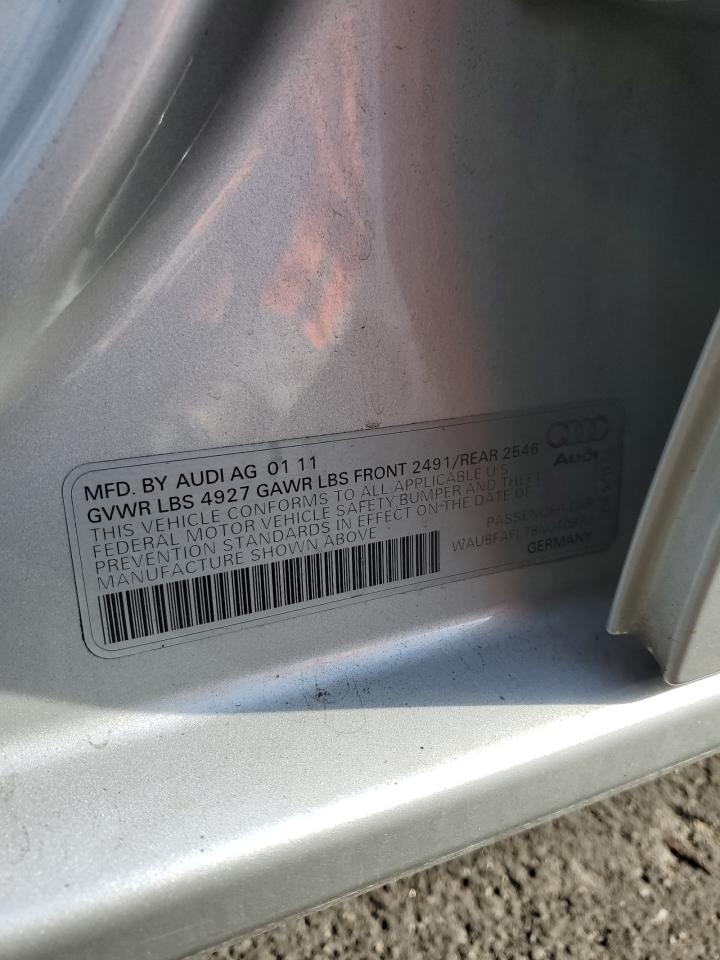 MFD. BY AUDI AG 01 11
GVWR LBS 4927 GAWR LBS FRONT 2491/REAR 2546
THIS VEHICLE CONFORMS TO ALL APPLICABLE U S
FEDERAL MOTOR VEHICLE SAFETY BUMPER AND THEFT
PREVENTION STANDARDS IN EFFECT ON THE DATE OF
MANUFACTURE SHOWN ABOVE
Audi
PASSENGER CAR
GERMANY